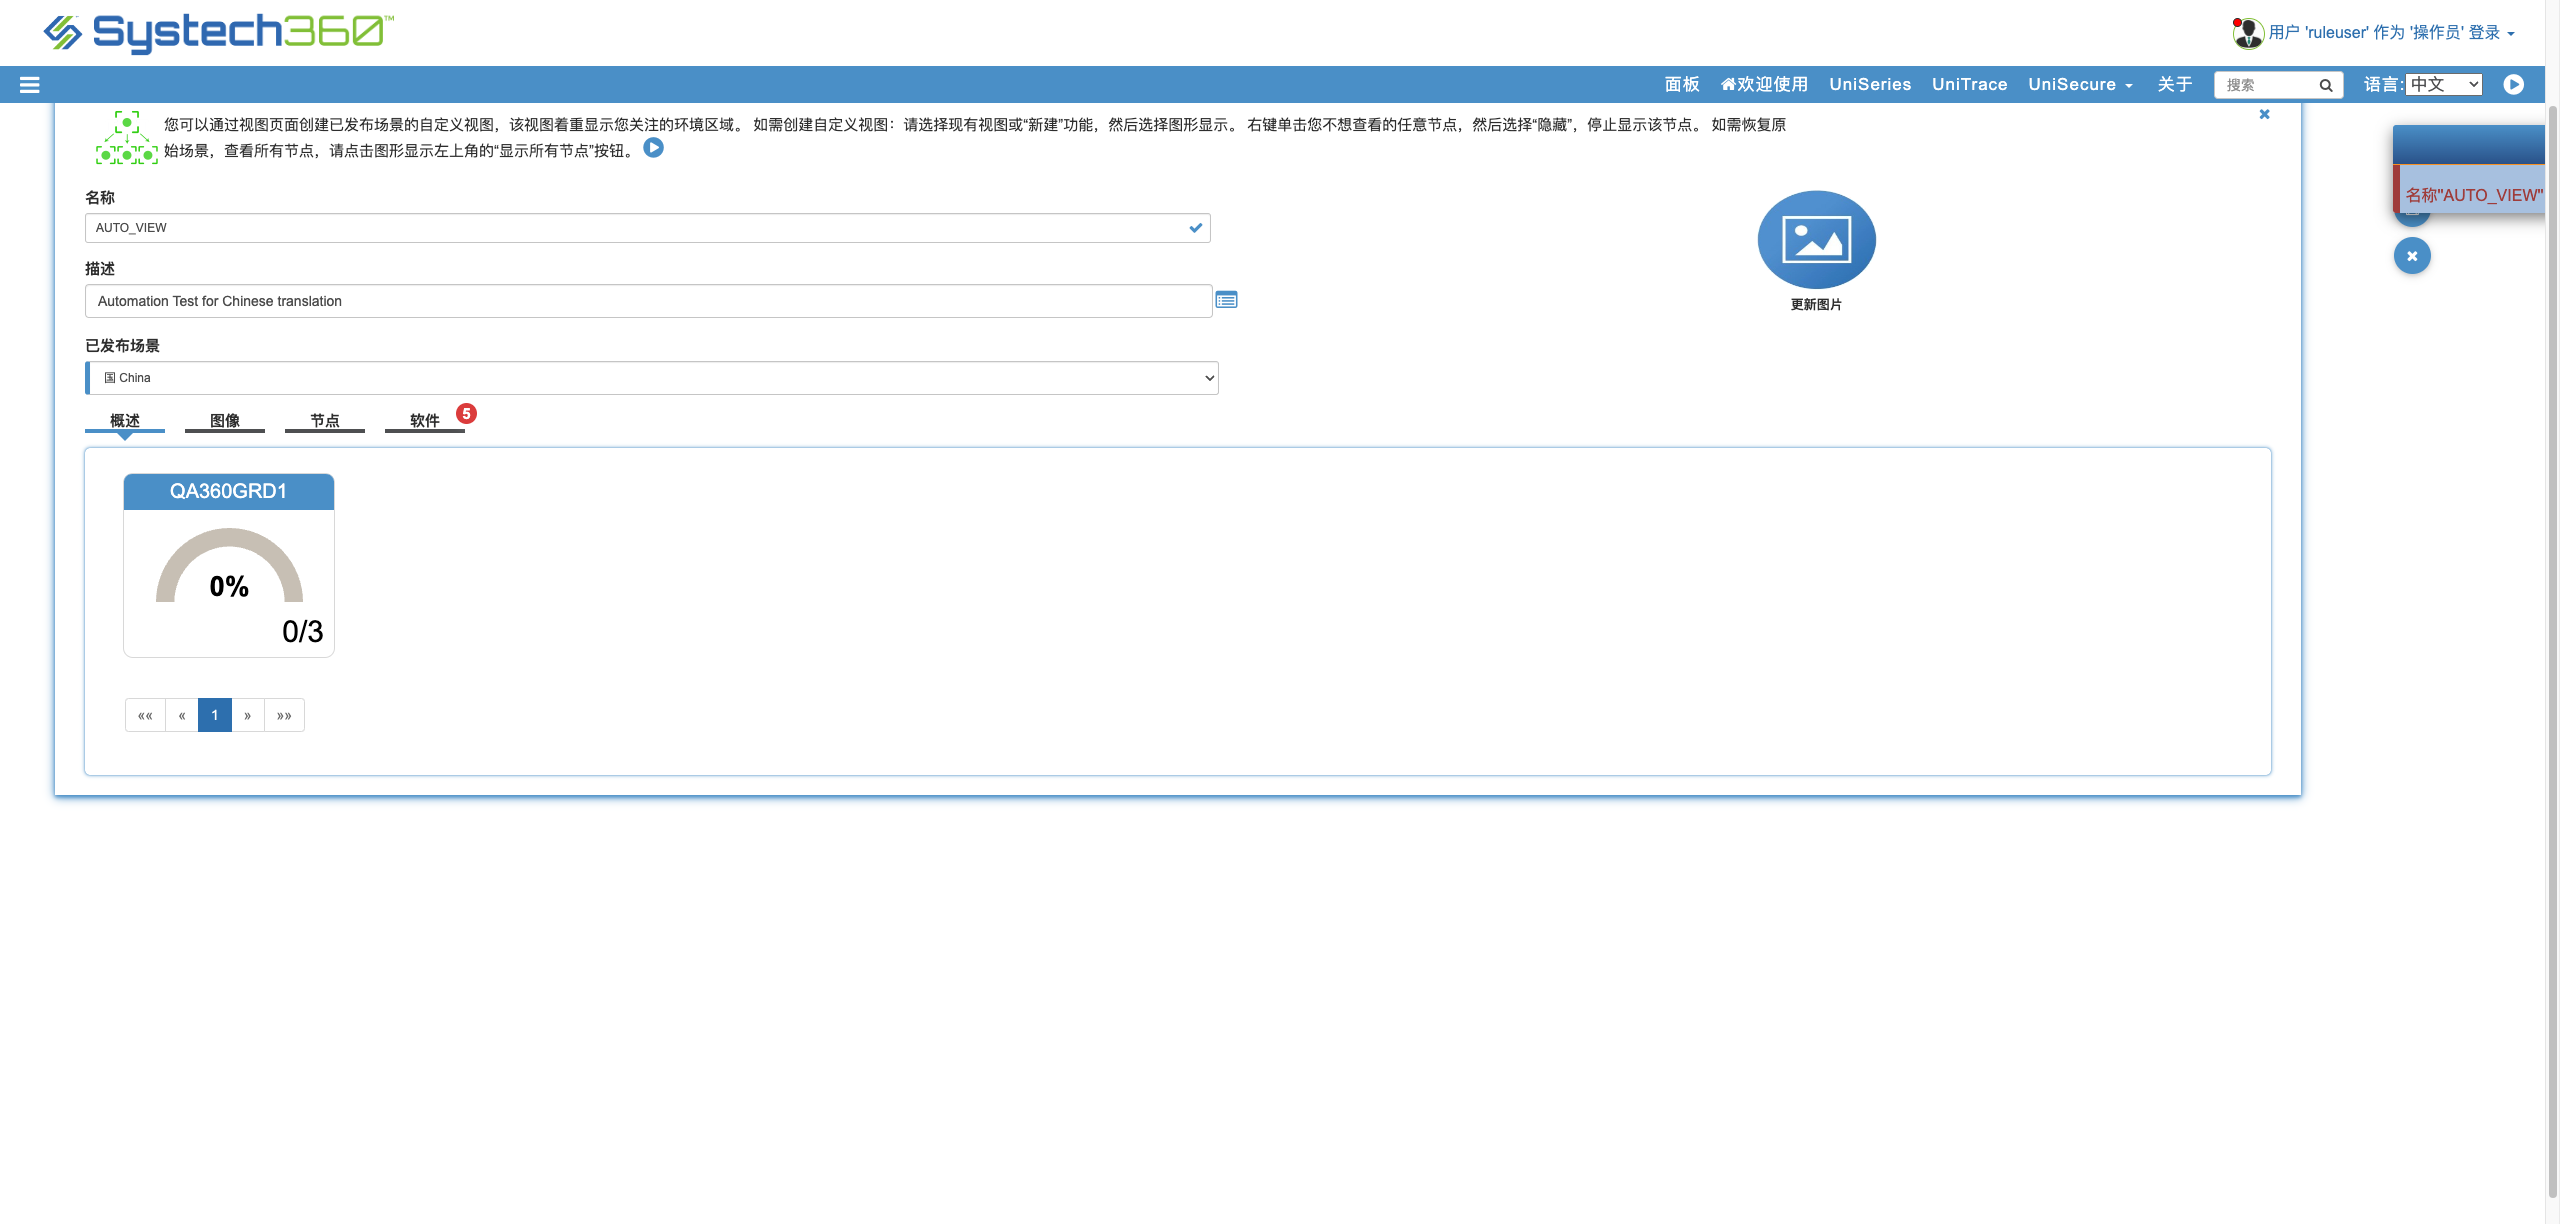 Systech360™
用户 'ruleuser' 作为 '操作员' 登录
面板 欢迎使用 UniSeries UniTrace UniSecure 关于 搜索 语言: 中文
您可以通过视图页面创建已发布场景的自定义视图，该视图着重显示您关注的环境区域。 如需创建自定义视图：请选择现有视图或“新建”功能，然后选择图形显示。 右键单击您不想查看的任意节点，然后选择“隐藏”，停止显示该节点。 如需恢复原
始场景，查看所有节点，请点击图形显示左上角的“显示所有节点”按钮。
名称"AUTO_VIEW"
名称
AUTO_VIEW
描述
Automation Test for Chinese translation
更新图片
已发布场景
国 China
概述 图像 节点 软件 5
QA360GRD1
0%
0/3
«« « 1 » »»